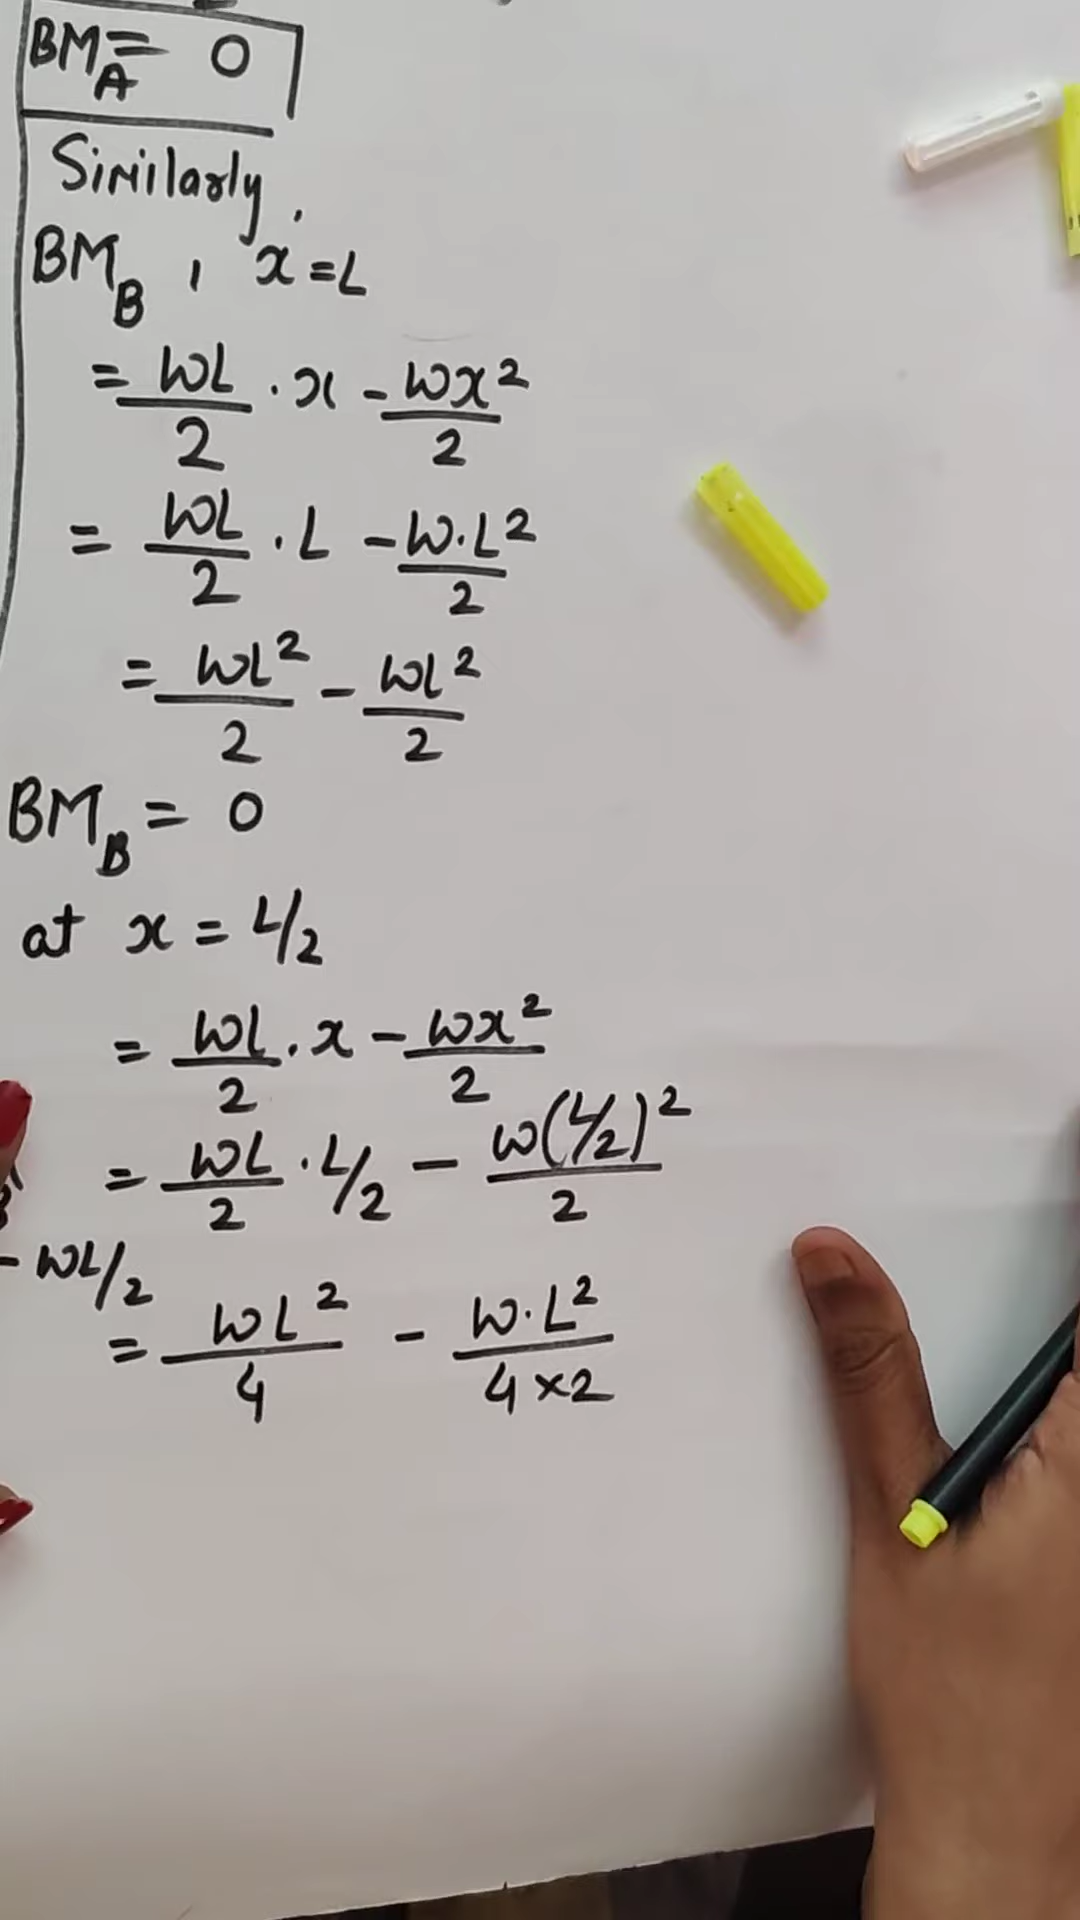 BM_A = 0
Similarly,
BM_B, x = L
= WL/2 . x - Wx²/2
= WL/2 . L - W.L²/2
= WL²/2 - WL²/2
BM_B = 0
at x = L/2
= WL/2 . x - Wx²/2
= WL/2 . L/2 - W(L/2)²/2
- WL/2
= WL²/4 - W.L²/4×2